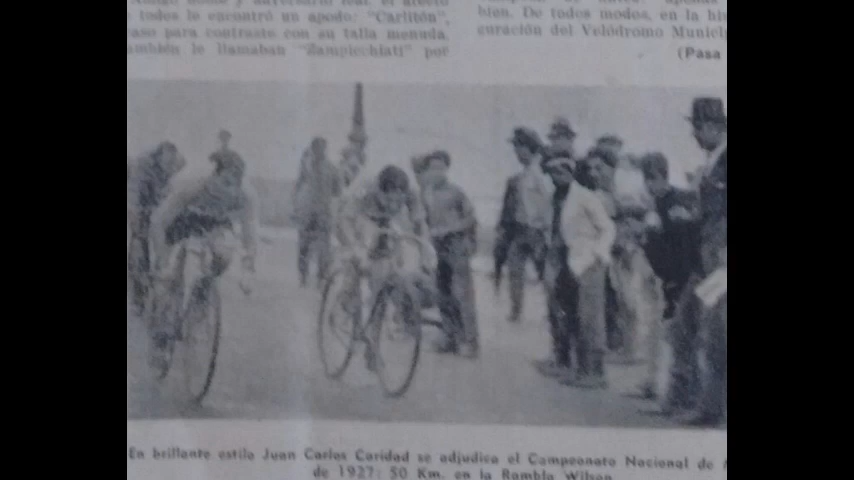 todos le encontró un apodo: "Carlitón",
para contraste con su talla menuda.
le llamaban "Zampicchiati" por
bien. De todos modos, en la
curación del Velódromo
(Pasa
En brillante estilo Juan Carlos Caridad se adjudica el Campeonato Nacional de
de 1927: 50 Km. en la Rambla Wilson